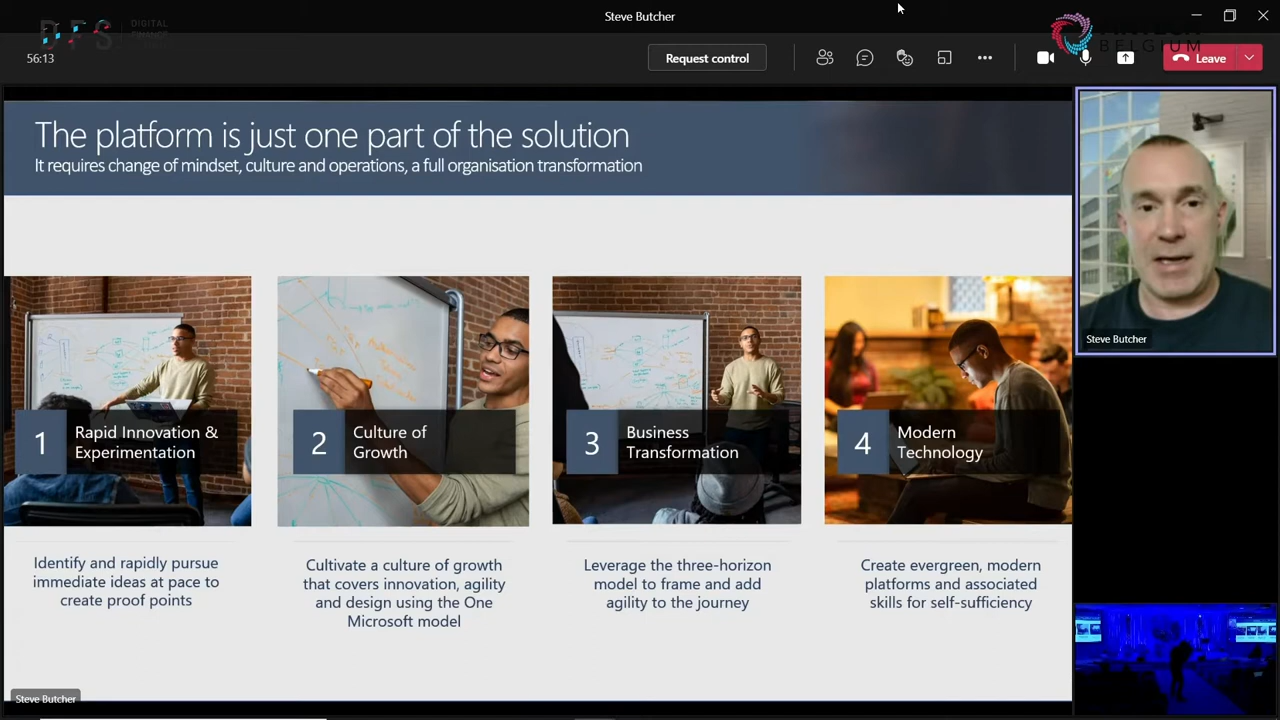 Steve Butcher
DFS DIGITAL
FINANCE
BELGIUM
56:13
Request control
Leave
The platform is just one part of the solution
It requires change of mindset, culture and operations, a full organisation transformation
Steve Butcher
1 Rapid Innovation &
Experimentation
2 Culture of
Growth
3 Business
Transformation
4 Modern
Technology
Identify and rapidly pursue
immediate ideas at pace to
create proof points
Cultivate a culture of growth
that covers innovation, agility
and design using the One
Microsoft model
Leverage the three-horizon
model to frame and add
agility to the journey
Create evergreen, modern
platforms and associated
skills for self-sufficiency
Steve Butcher